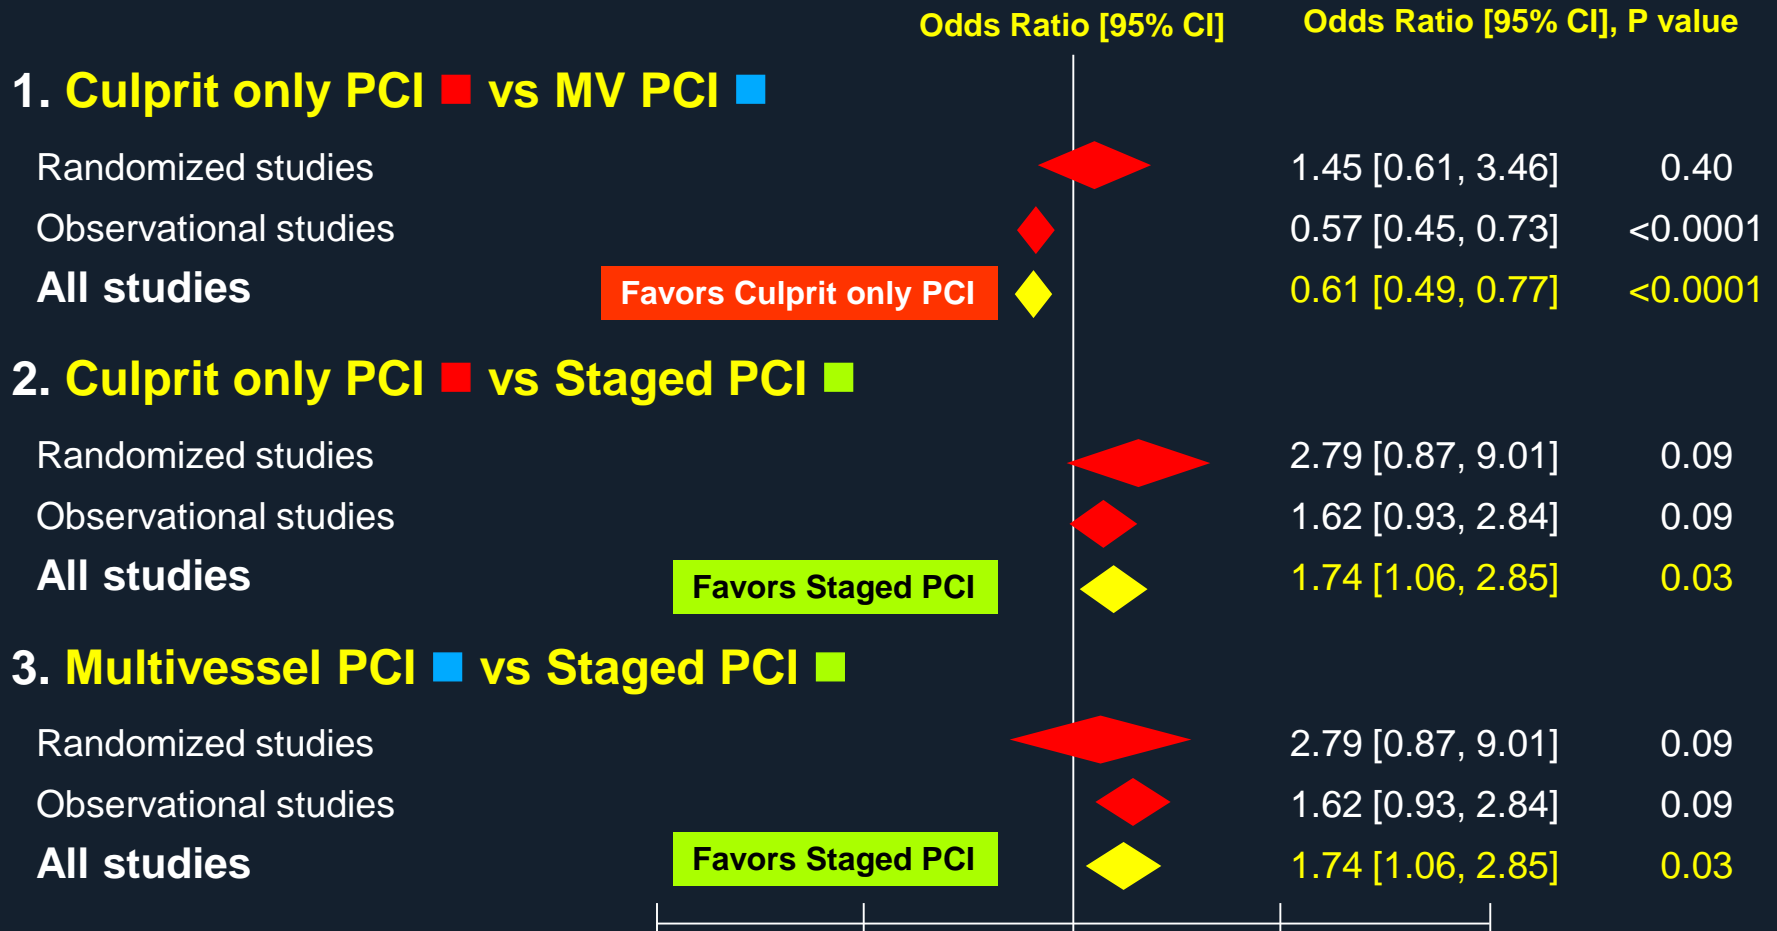 Odds Ratio [95% CI] Odds Ratio [95% CI], P value
1. Culprit only PCI vs MV PCI
Randomized studies 1.45 [0.61, 3.46] 0.40
Observational studies 0.57 [0.45, 0.73] <0.0001
All studies Favors Culprit only PCI 0.61 [0.49, 0.77] <0.0001
2. Culprit only PCI vs Staged PCI
Randomized studies 2.79 [0.87, 9.01] 0.09
Observational studies 1.62 [0.93, 2.84] 0.09
All studies Favors Staged PCI 1.74 [1.06, 2.85] 0.03
3. Multivessel PCI vs Staged PCI
Randomized studies 2.79 [0.87, 9.01] 0.09
Observational studies 1.62 [0.93, 2.84] 0.09
All studies Favors Staged PCI 1.74 [1.06, 2.85] 0.03